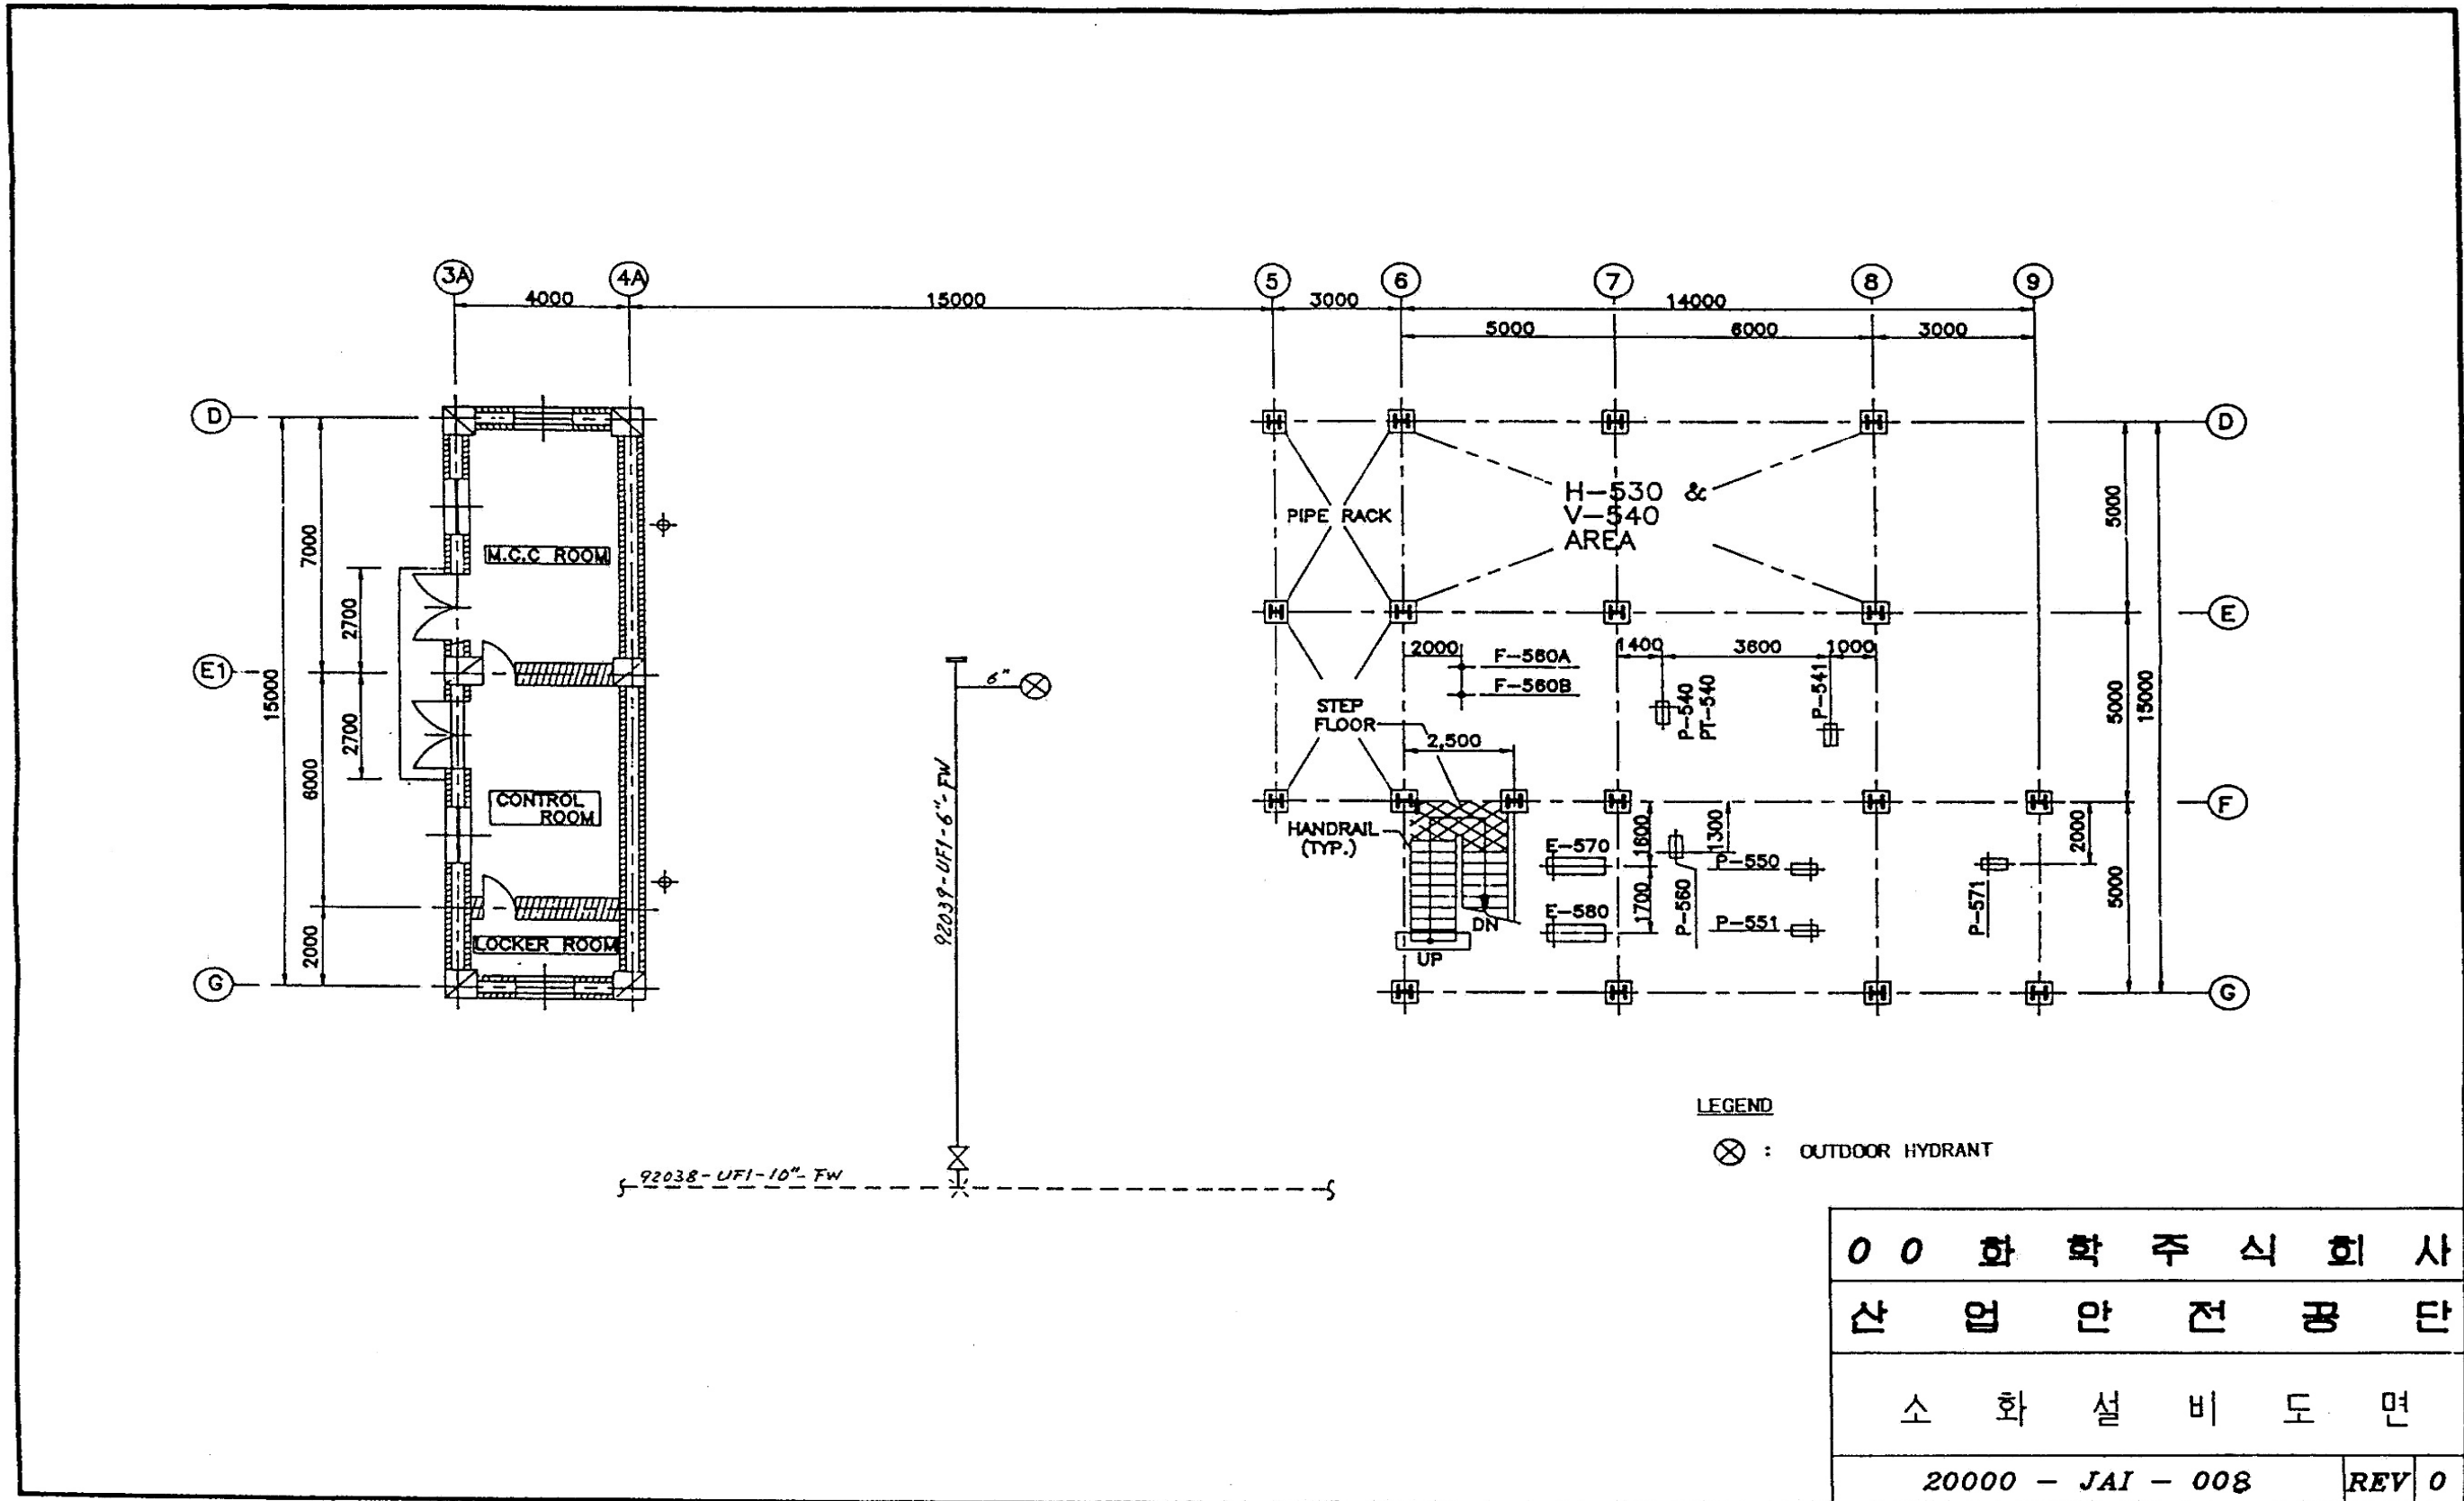 3A
4A
5
6
7
8
9
4000
15000
3000
14000
5000
6000
3000
D
D
7000
5000
H-530 &
V-540
AREA
PIPE RACK
M.C.C ROOM
2700
E
E1
15000
6"
2000
F-560A
F-560B
1400
3600
1000
P-540
PT-540
P-541
5000
15000
STEP
FLOOR
2,500
2700
6000
CONTROL
ROOM
92039-UF1-6"-FW
F
HANDRAIL
(TYP.)
E-570
1600
1300
P-550
2000
P-560
P-571
5000
E-580
1700
P-551
DN
UP
LOCKER ROOM
2000
G
G
LEGEND
: OUTDOOR HYDRANT
92038-UF1-10"-FW
00 화학주식회사
산업안전공단
소화설비도면
20000 - JAI - 008
REV 0